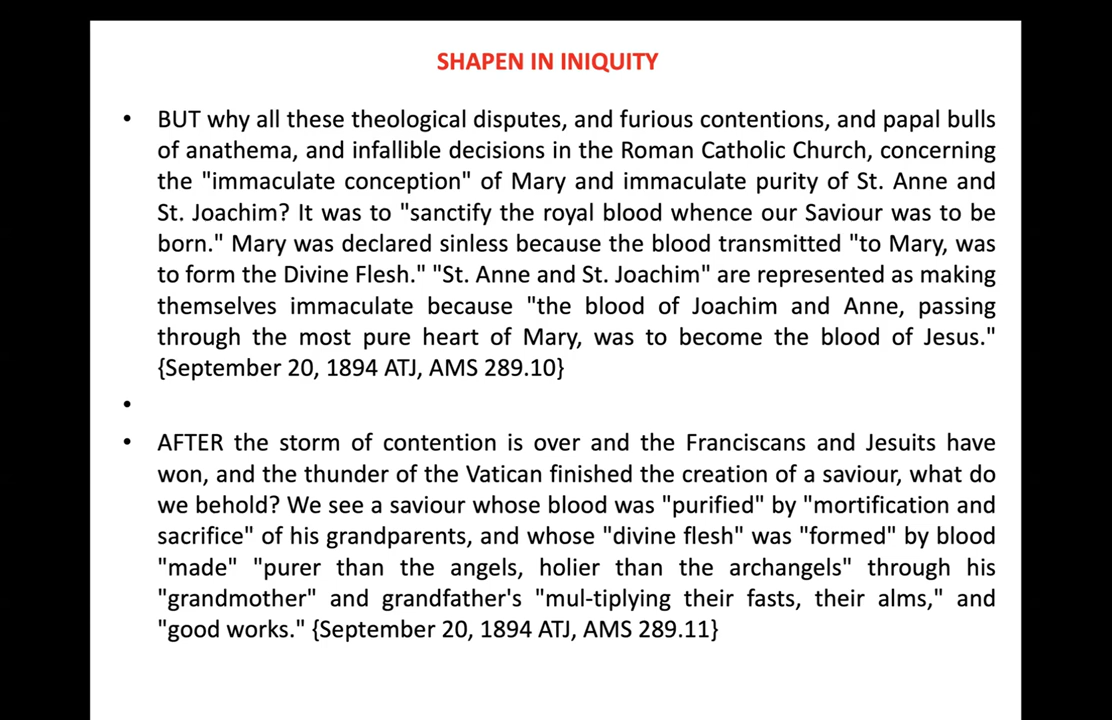 SHAPEN IN INIQUITY
• BUT why all these theological disputes, and furious contentions, and papal bulls
of anathema, and infallible decisions in the Roman Catholic Church, concerning
the "immaculate conception" of Mary and immaculate purity of St. Anne and
St. Joachim? It was to "sanctify the royal blood whence our Saviour was to be
born." Mary was declared sinless because the blood transmitted "to Mary, was
to form the Divine Flesh." "St. Anne and St. Joachim" are represented as making
themselves immaculate because "the blood of Joachim and Anne, passing
through the most pure heart of Mary, was to become the blood of Jesus."
{September 20, 1894 ATJ, AMS 289.10}
•
• AFTER the storm of contention is over and the Franciscans and Jesuits have
won, and the thunder of the Vatican finished the creation of a saviour, what do
we behold? We see a saviour whose blood was "purified" by "mortification and
sacrifice" of his grandparents, and whose "divine flesh" was "formed" by blood
"made" "purer than the angels, holier than the archangels" through his
"grandmother" and grandfather's "mul-tiplying their fasts, their alms," and
"good works." {September 20, 1894 ATJ, AMS 289.11}